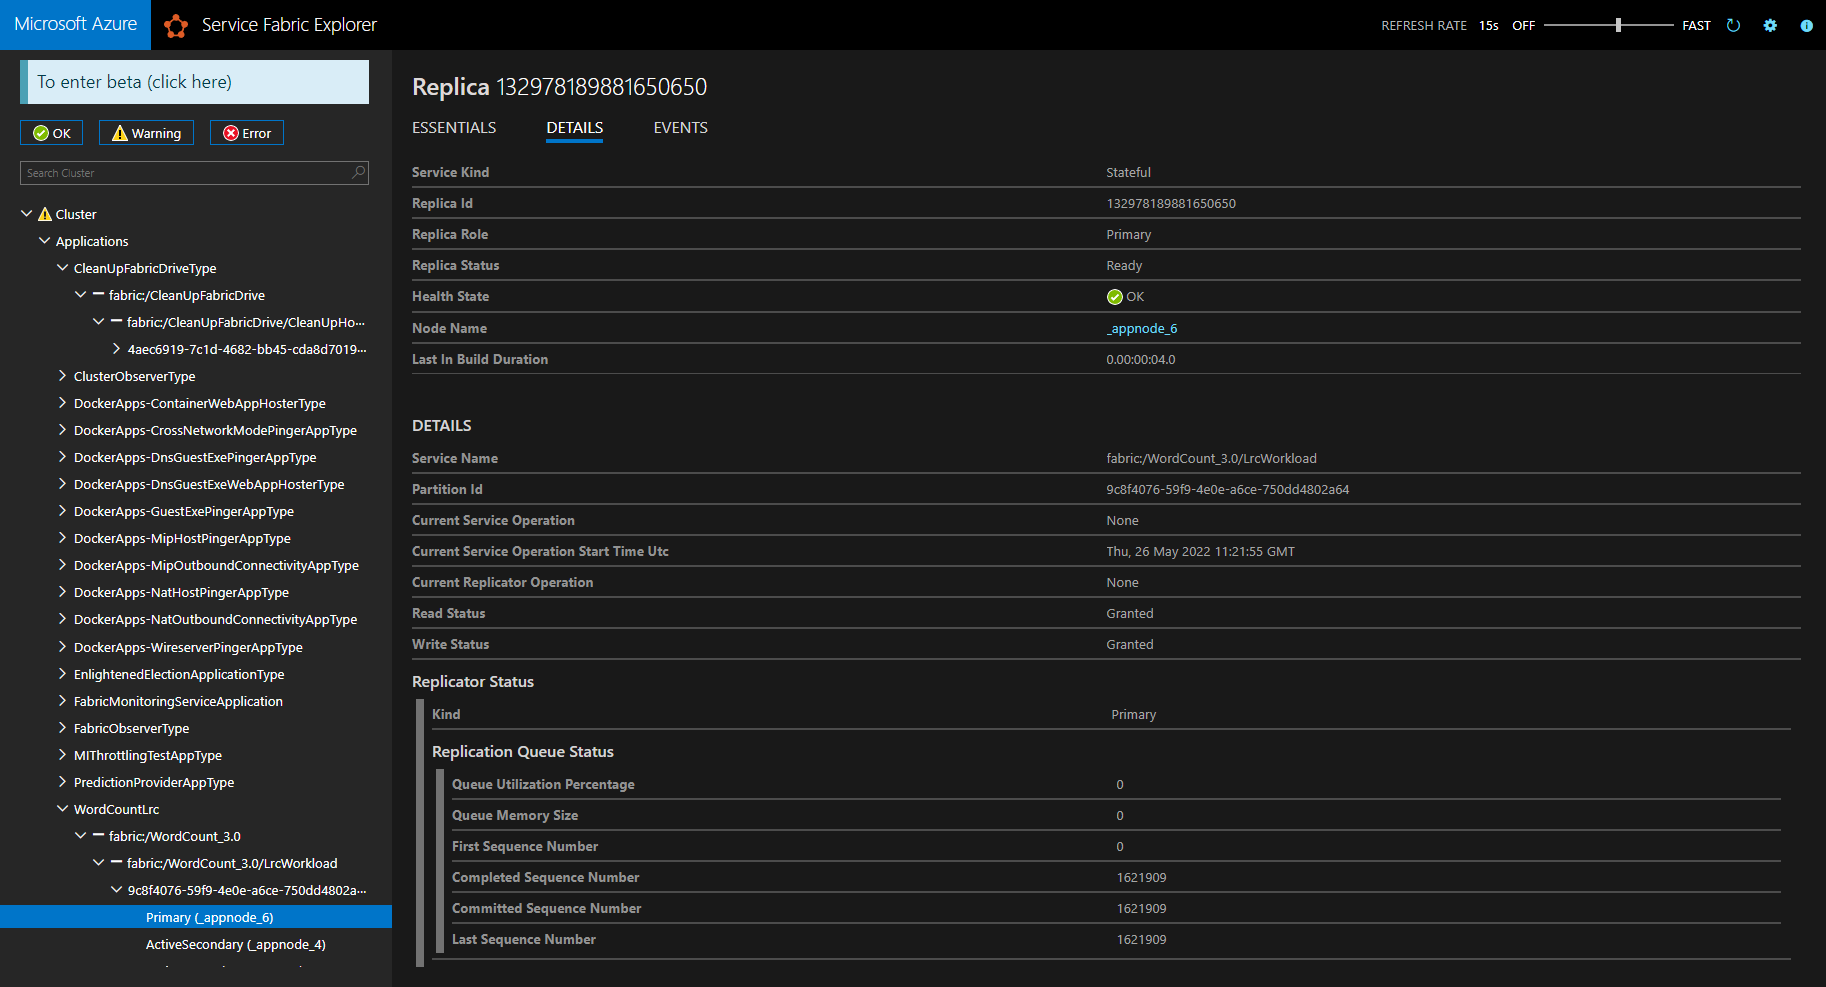 Microsoft Azure
Service Fabric Explorer
REFRESH RATE 15s OFF FAST
To enter beta (click here)
OK Warning Error
Search Cluster
Cluster
Applications
CleanUpFabricDriveType
fabric:/CleanUpFabricDrive
fabric:/CleanUpFabricDrive/CleanUpHo...
4aec6919-7c1d-4682-bb45-cda8d7019...
ClusterObserverType
DockerApps-ContainerWebAppHosterType
DockerApps-CrossNetworkModePingerAppType
DockerApps-DnsGuestExePingerAppType
DockerApps-DnsGuestExeWebAppHosterType
DockerApps-GuestExePingerAppType
DockerApps-MipHostPingerAppType
DockerApps-MipOutboundConnectivityAppType
DockerApps-NatHostPingerAppType
DockerApps-NatOutboundConnectivityAppType
DockerApps-WireserverPingerAppType
EnlightenedElectionApplicationType
FabricMonitoringServiceApplication
FabricObserverType
MIThrottlingTestAppType
PredictionProviderAppType
WordCountLrc
fabric:/WordCount_3.0
fabric:/WordCount_3.0/LrcWorkload
9c8f4076-59f9-4e0e-a6ce-750dd4802a...
Primary (_appnode_6)
ActiveSecondary (_appnode_4)
Replica 132978189881650650
ESSENTIALS DETAILS EVENTS
Service Kind Stateful
Replica Id 132978189881650650
Replica Role Primary
Replica Status Ready
Health State OK
Node Name _appnode_6
Last In Build Duration 0.00:00:04.0
DETAILS
Service Name fabric:/WordCount_3.0/LrcWorkload
Partition Id 9c8f4076-59f9-4e0e-a6ce-750dd4802a64
Current Service Operation None
Current Service Operation Start Time Utc Thu, 26 May 2022 11:21:55 GMT
Current Replicator Operation None
Read Status Granted
Write Status Granted
Replicator Status
Kind Primary
Replication Queue Status
Queue Utilization Percentage 0
Queue Memory Size 0
First Sequence Number 0
Completed Sequence Number 1621909
Committed Sequence Number 1621909
Last Sequence Number 1621909